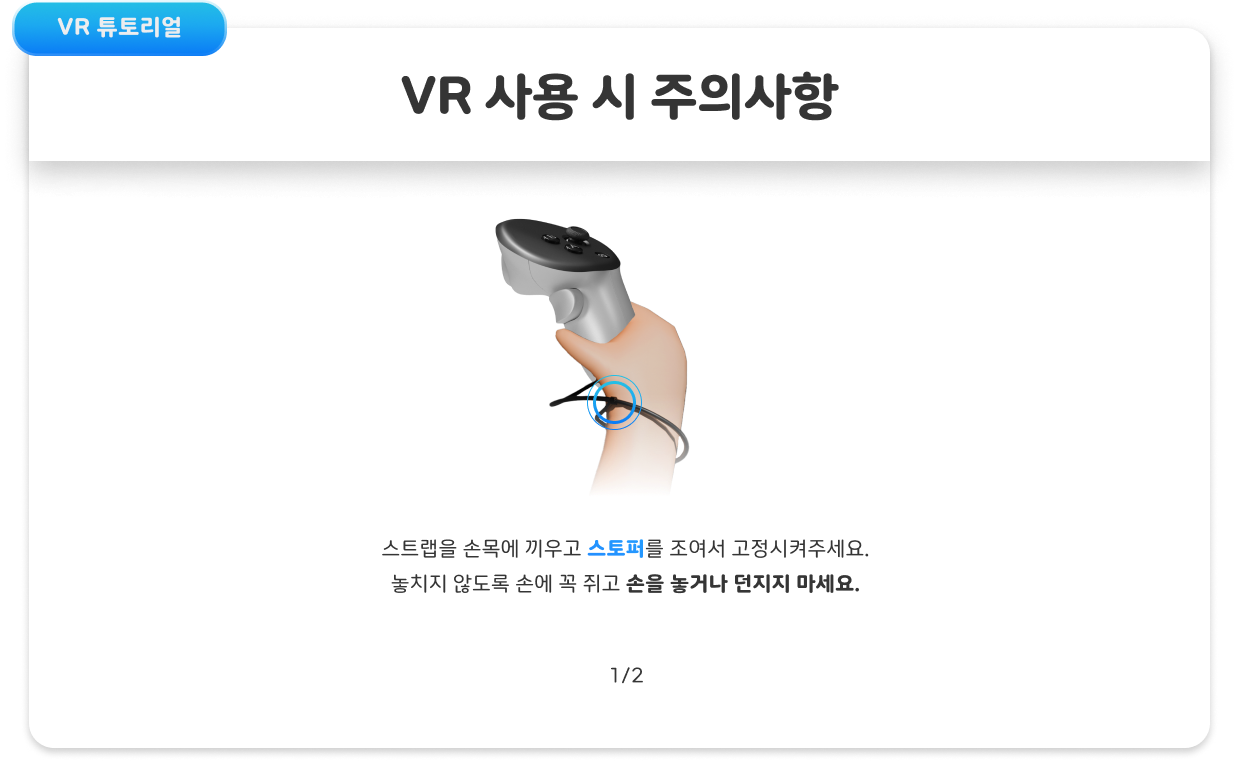 VR 튜토리얼
VR 사용 시 주의사항
스트랩을 손목에 끼우고 스토퍼를 조여서 고정시켜주세요.
놓치지 않도록 손에 꼭 쥐고 손을 놓거나 던지지 마세요.
1/2